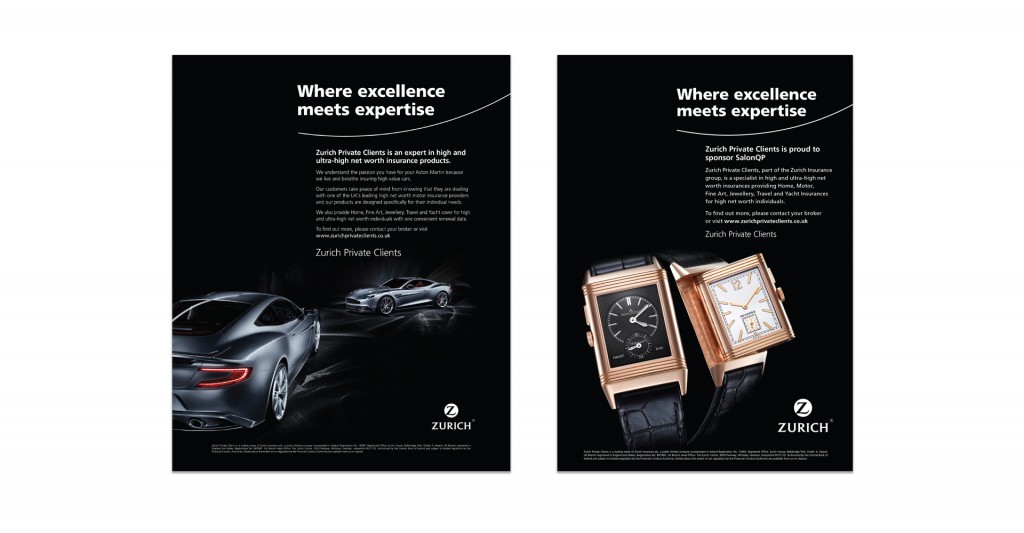 Where excellence
meets expertise
Zurich Private Clients is an expert in high and
ultra-high net worth insurance products.
We understand the passion you have for your Aston Martin because
we live and breathe insuring high value cars.
Our customers take peace of mind from knowing that they are dealing
with one of the UK's leading high net worth motor insurance providers
and our products are designed specifically for their individual needs.
We also provide Home, Fine Art, Jewellery, Travel and Yacht cover for high
and ultra-high net worth individuals with one convenient renewal date.
To find out more, please contact your broker or visit
www.zurichprivateclients.co.uk
Zurich Private Clients
ZURICH
Where excellence
meets expertise
Zurich Private Clients is proud to
sponsor SalonQP
Zurich Private Clients, part of the Zurich Insurance
group, is a specialist in high and ultra-high net
worth insurances providing Home, Motor,
Fine Art, Jewellery, Travel and Yacht Insurances
for high net worth individuals.
To find out more, please contact your broker
or visit www.zurichprivateclients.co.uk
Zurich Private Clients
ZURICH®